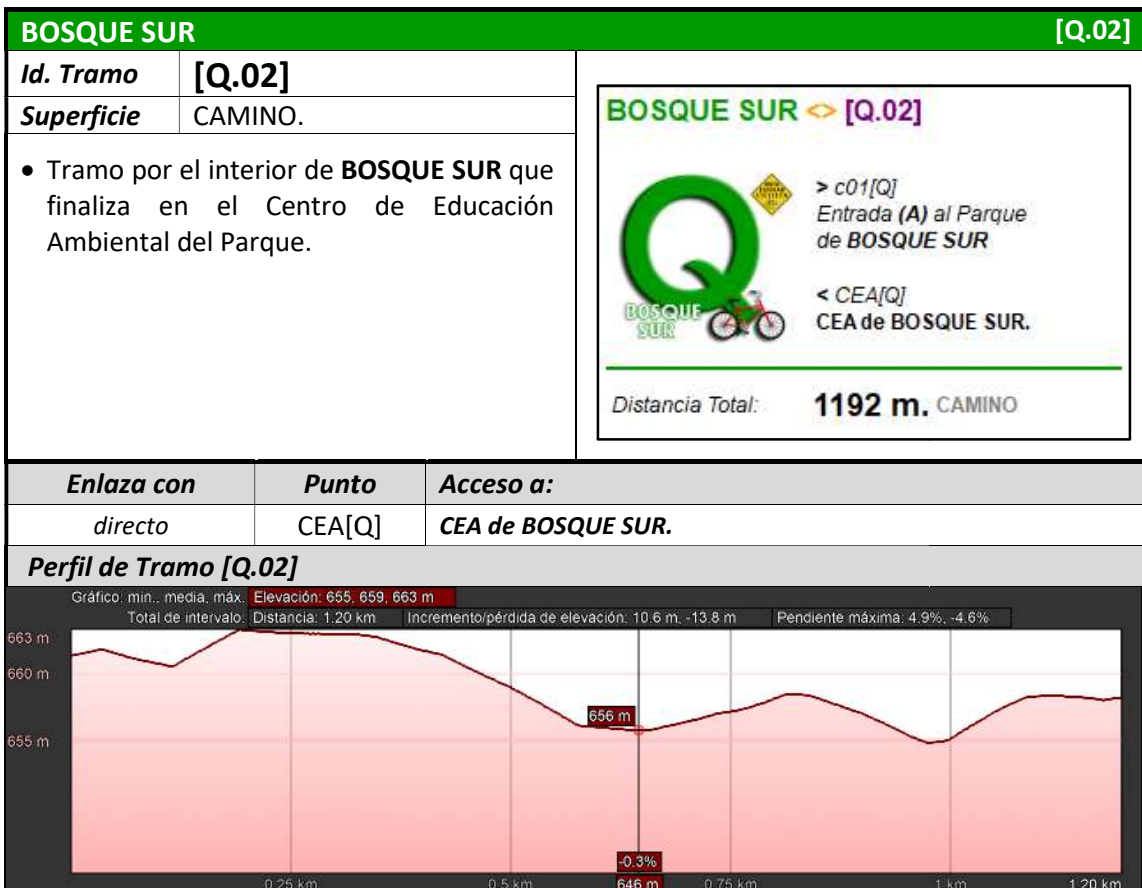 BOSQUE SUR [Q.02]
Id. Tramo [Q.02]
Superficie CAMINO.
• Tramo por el interior de BOSQUE SUR que
finaliza en el Centro de Educación
Ambiental del Parque.
BOSQUE SUR <> [Q.02]
> c01[Q]
Entrada (A) al Parque
de BOSQUE SUR
< CEA[Q]
CEA de BOSQUE SUR.
Q
BOSQUE
SUR
Distancia Total: 1192 m. CAMINO
Enlaza con Punto Acceso a:
directo CEA[Q] CEA de BOSQUE SUR.
Perfil de Tramo [Q.02]
Gráfico: min., media, máx. Elevación: 655, 659, 663 m
Total de intervalo: Distancia: 1.20 km Incremento/pérdida de elevación: 10.6 m, -13.8 m Pendiente máxima: 4.9%, -4.6%
663 m
660 m
656 m
655 m
-0.3%
0.25 km 0.5 km 646 m 0.75 km 1 km 1.20 km